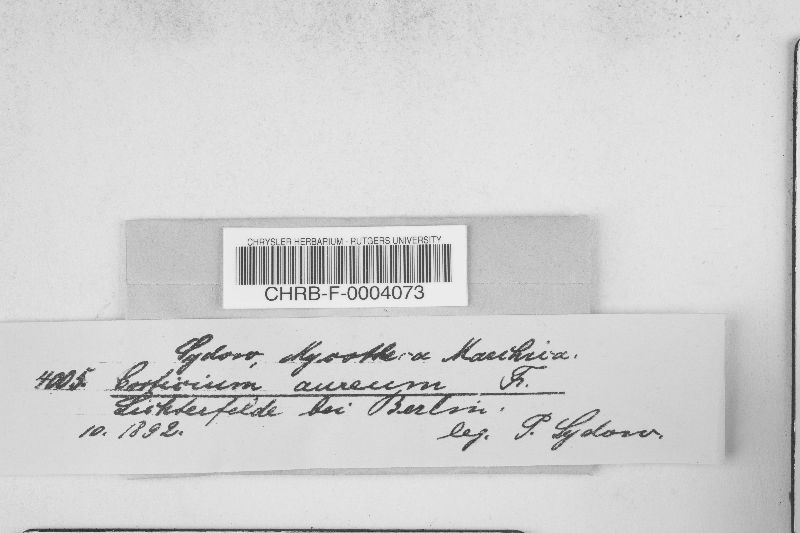 CHRYSLER HERBARIUM - RUTGERS UNIVERSITY
CHRB-F-0004073
Sydow, Mycotheca Marchica.
4005. Corticium aureum Fr.
Lichterfelde bei Berlin.
10. 1892. leg. P. Sydow.